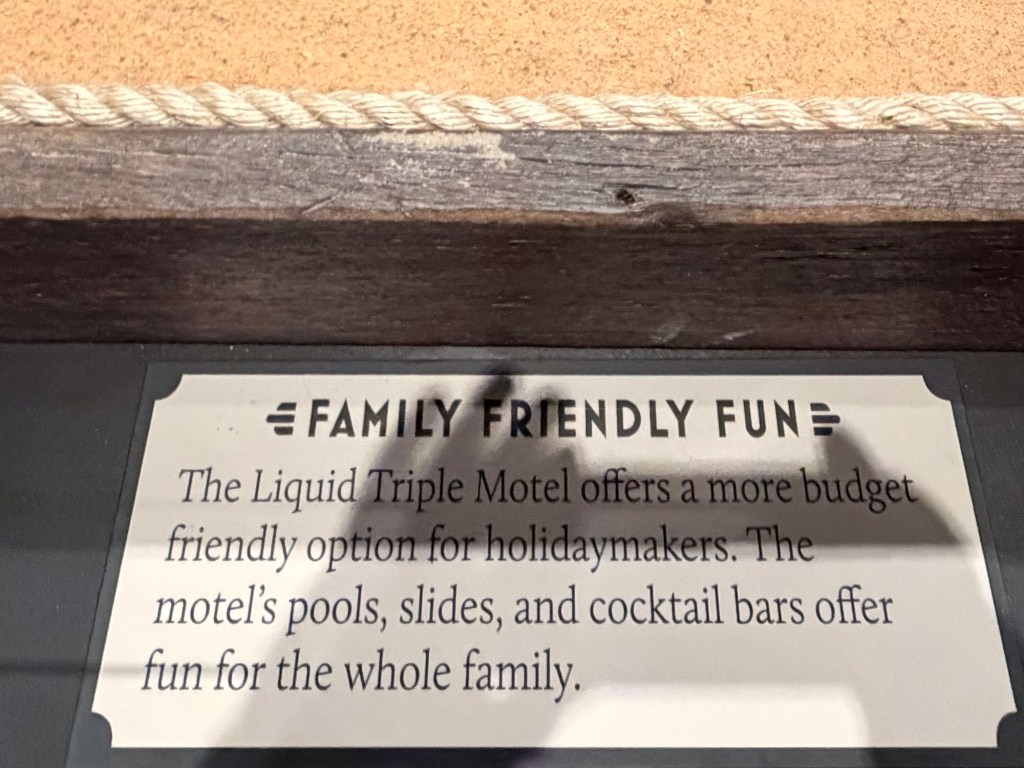 FAMILY FRIENDLY FUN
The Liquid Triple Motel offers a more budget
friendly option for holidaymakers. The
motel's pools, slides, and cocktail bars offer
fun for the whole family.